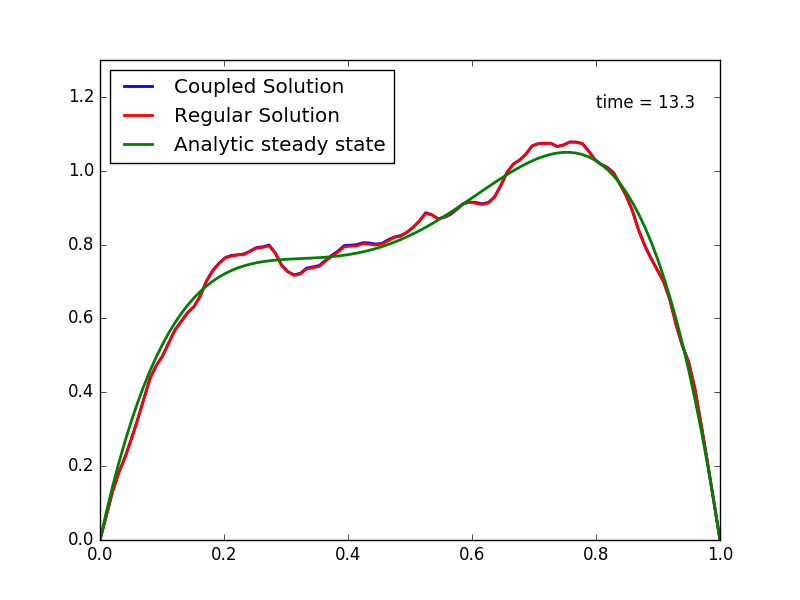 Coupled Solution
Regular Solution
Analytic steady state
time = 13.3
1.2
1.0
0.8
0.6
0.4
0.2
0.0
0.0 0.2 0.4 0.6 0.8 1.0